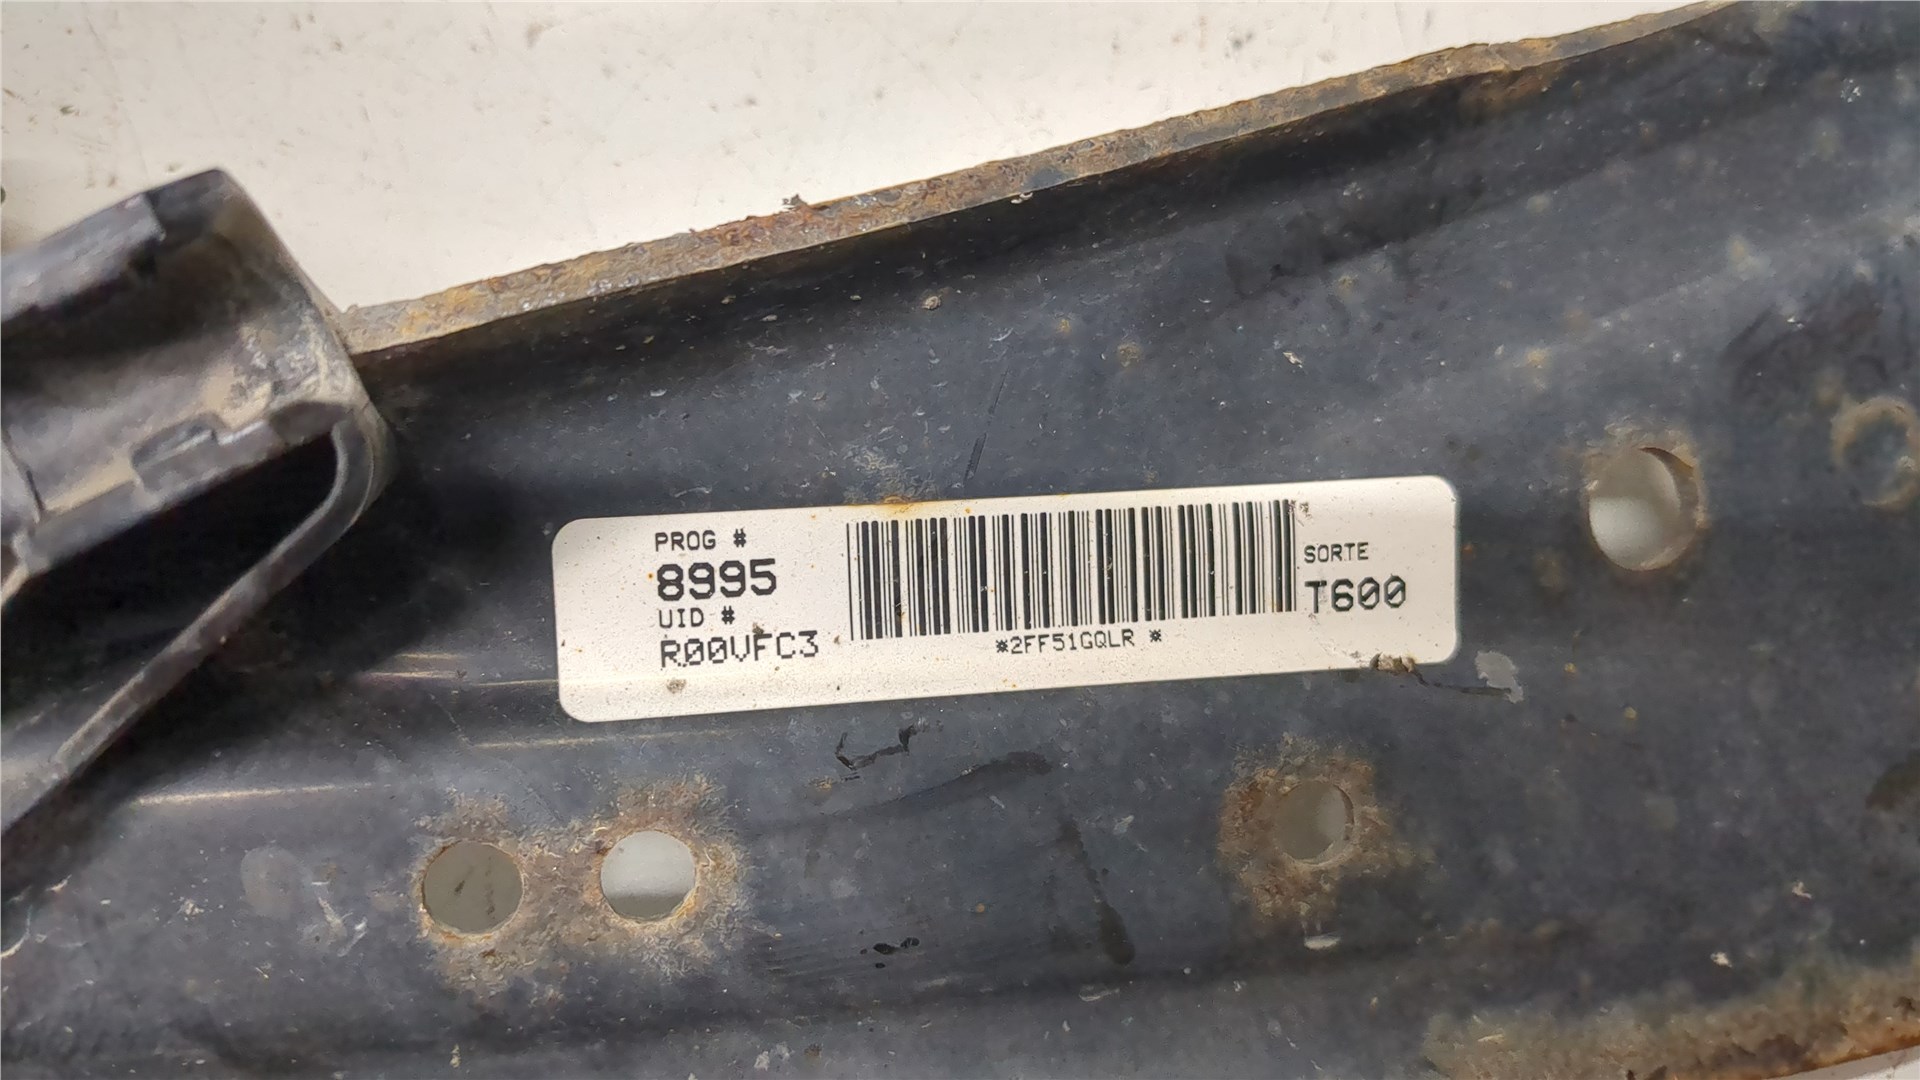 PROG #
8995
UID #
R00VFC3
*2FF51GQLR *
SORTE
T600